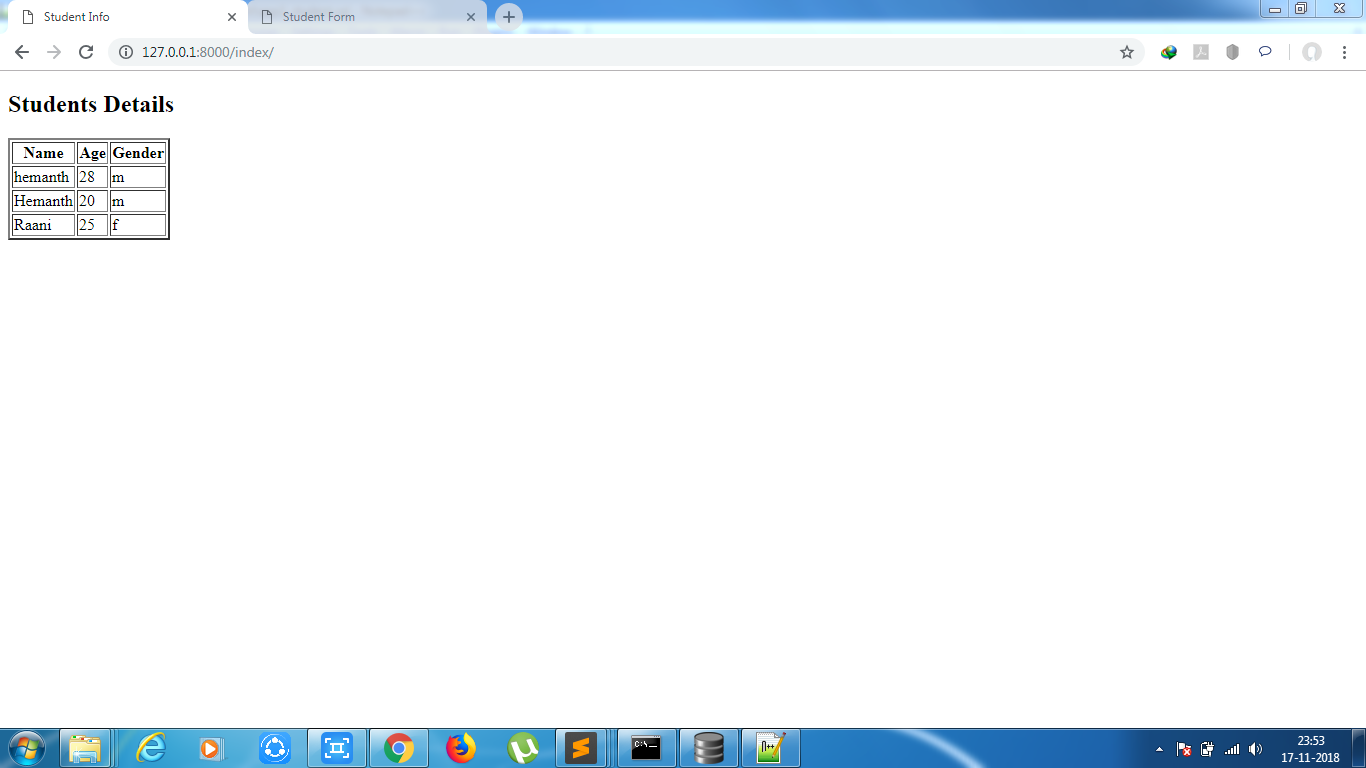 Student Info
Student Form
127.0.0.1:8000/index/
Students Details
Name Age Gender
hemanth 28 m
Hemanth 20 m
Raani 25 f
23:53
17-11-2018